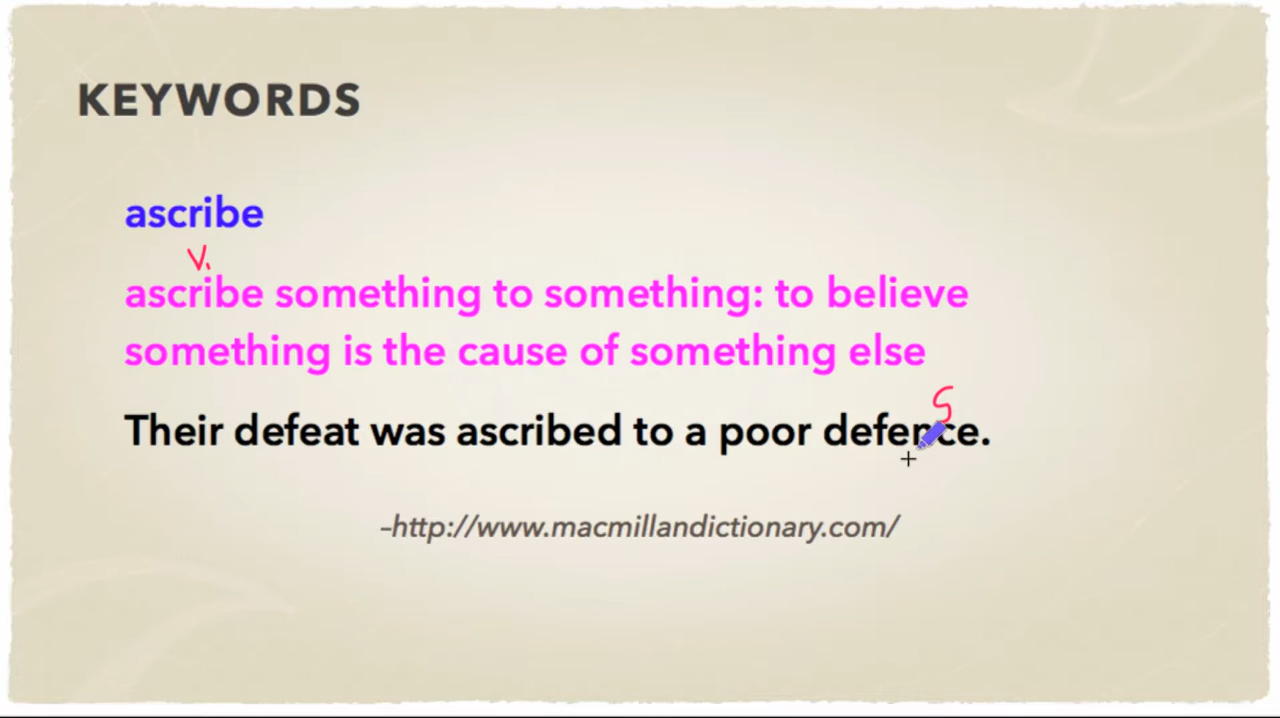 KEYWORDS
ascribe
v.
ascribe something to something: to believe
something is the cause of something else
s
Their defeat was ascribed to a poor defence.
–http://www.macmillandictionary.com/